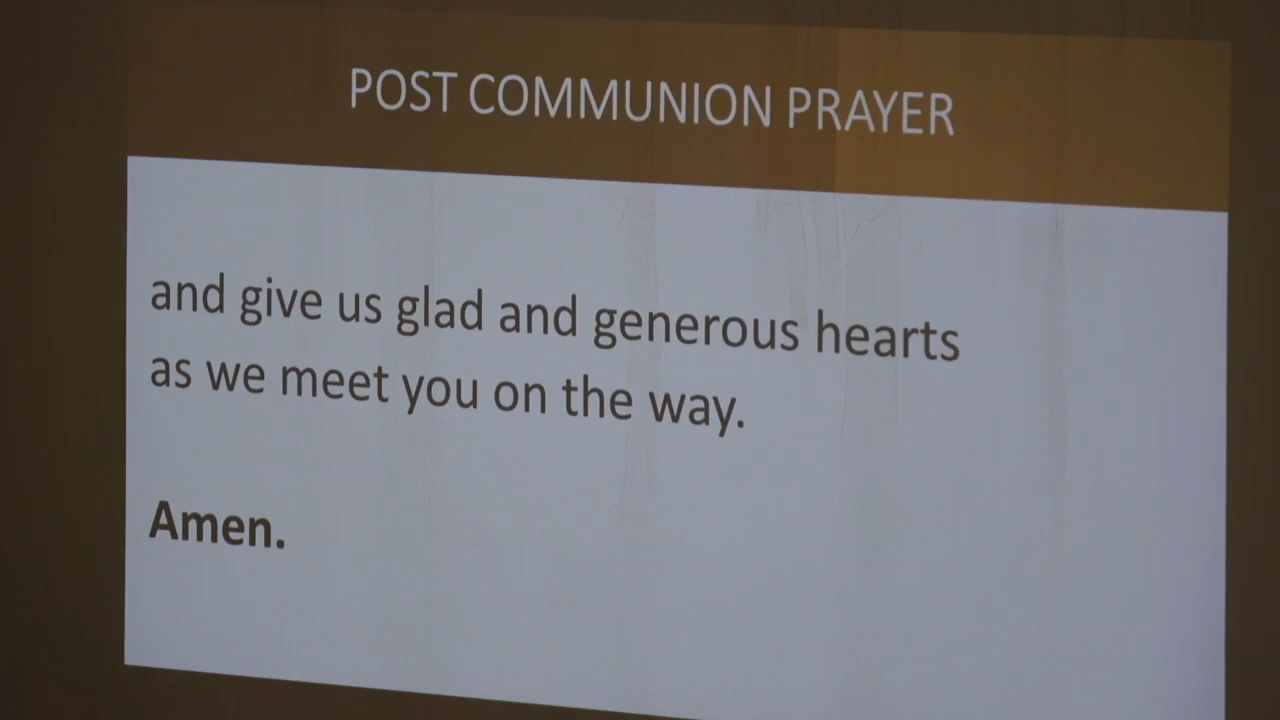 POST COMMUNION PRAYER
and give us glad and generous hearts
as we meet you on the way.
Amen.